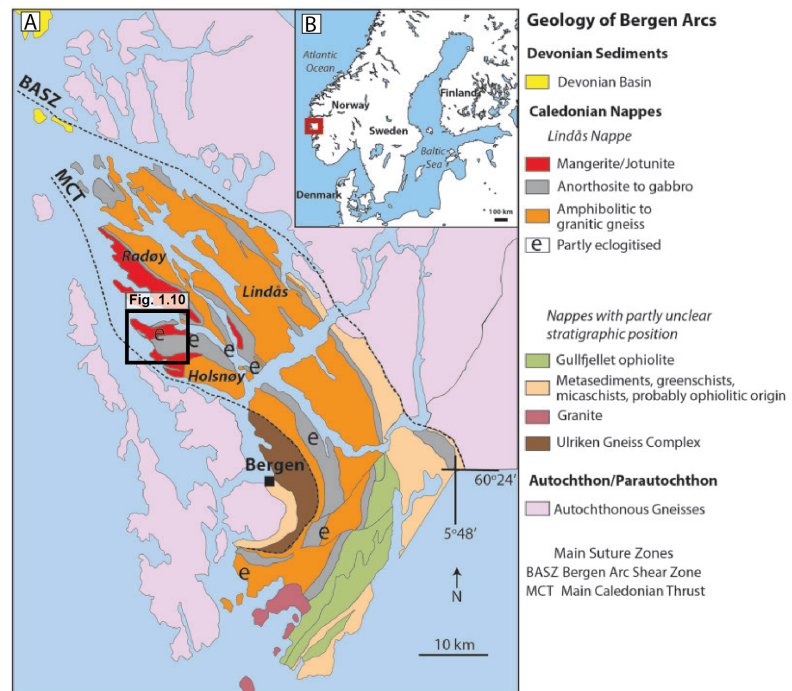 A
BASZ
MCT
Radøy
Lindås
Fig. 1.10
e
e
e
e
Holsnøy
e
Bergen
e
e
60°24'
5°48'
N
10 km
B
Atlantic
Ocean
Norway
Finland
Sweden
Baltic
Sea
Denmark
100 km
Geology of Bergen Arcs
Devonian Sediments
Devonian Basin
Caledonian Nappes
Lindås Nappe
Mangerite/Jotunite
Anorthosite to gabbro
Amphibolitic to
granitic gneiss
e Partly eclogitised
Nappes with partly unclear
stratigraphic position
Gullfjellet ophiolite
Metasediments, greenschists,
micaschists, probably ophiolitic origin
Granite
Ulriken Gneiss Complex
Autochthon/Parautochthon
Autochthonous Gneisses
Main Suture Zones
BASZ Bergen Arc Shear Zone
MCT Main Caledonian Thrust